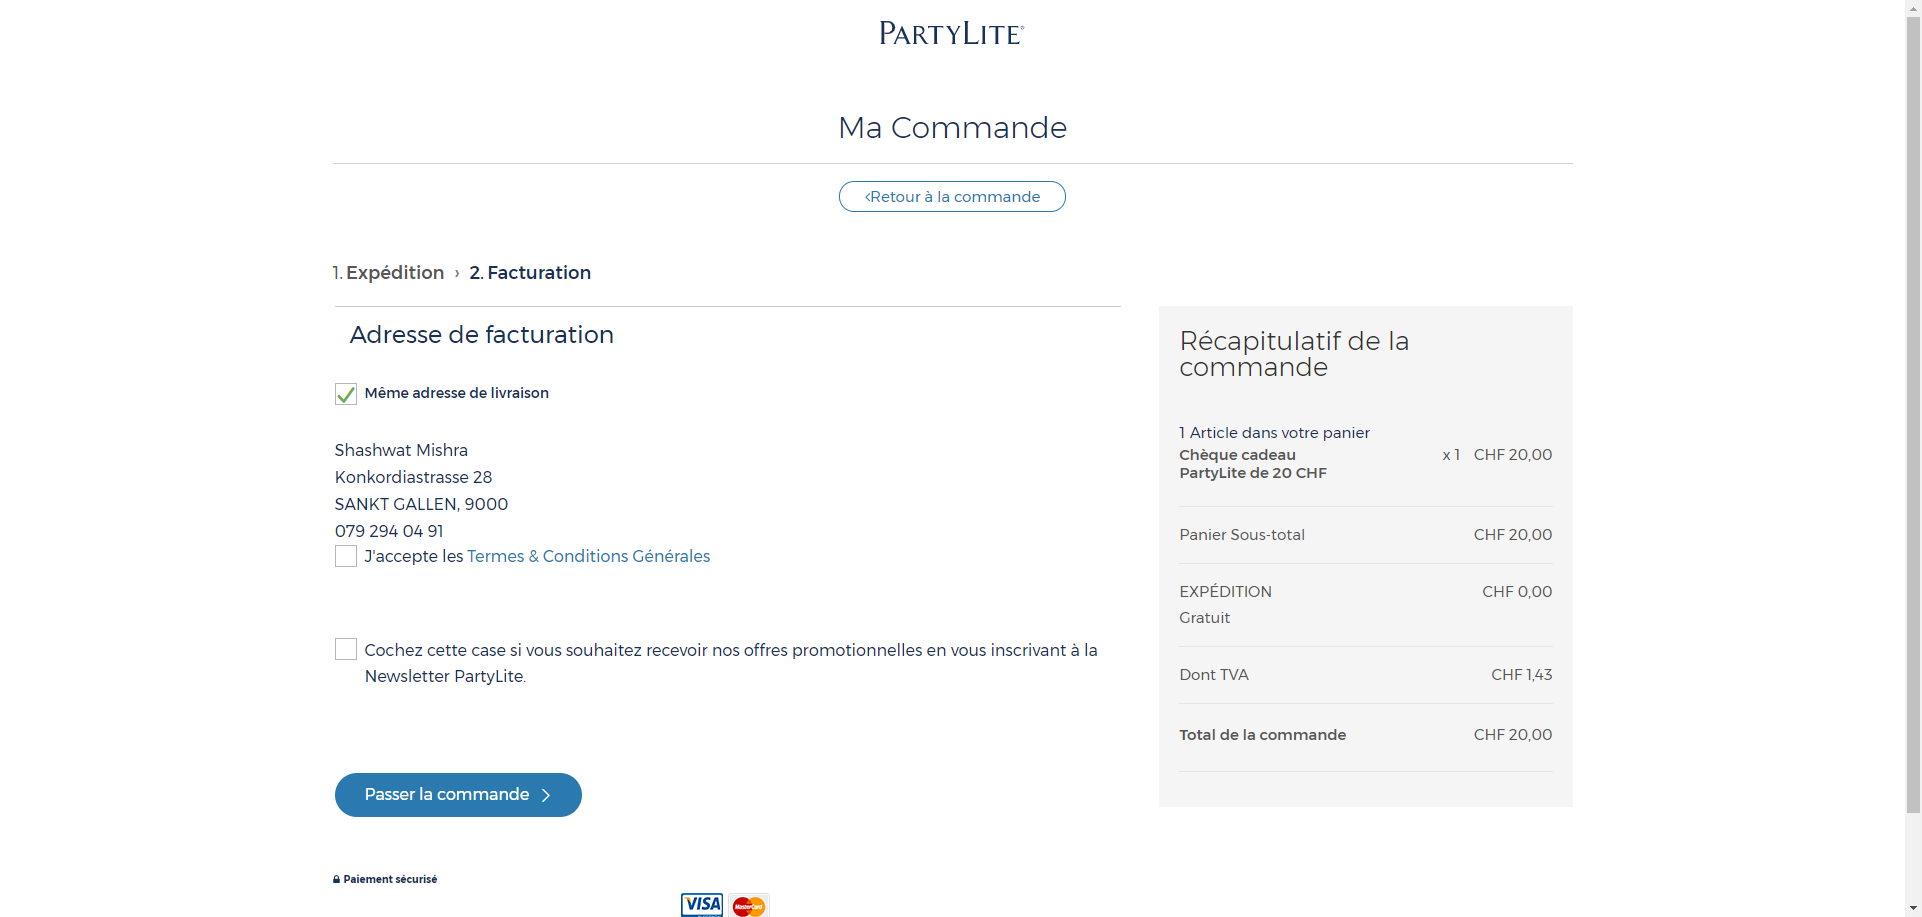 PARTYLITE®
Ma Commande
‹Retour à la commande
1. Expédition › 2. Facturation
Adresse de facturation
Même adresse de livraison
Shashwat Mishra
Konkordiastrasse 28
SANKT GALLEN, 9000
079 294 04 91
J'accepte les Termes & Conditions Générales
Cochez cette case si vous souhaitez recevoir nos offres promotionnelles en vous inscrivant à la
Newsletter PartyLite.
Passer la commande
Paiement sécurisé
VISA MasterCard
Récapitulatif de la
commande
1 Article dans votre panier
Chèque cadeau x 1 CHF 20,00
PartyLite de 20 CHF
Panier Sous-total CHF 20,00
EXPÉDITION CHF 0,00
Gratuit
Dont TVA CHF 1,43
Total de la commande CHF 20,00